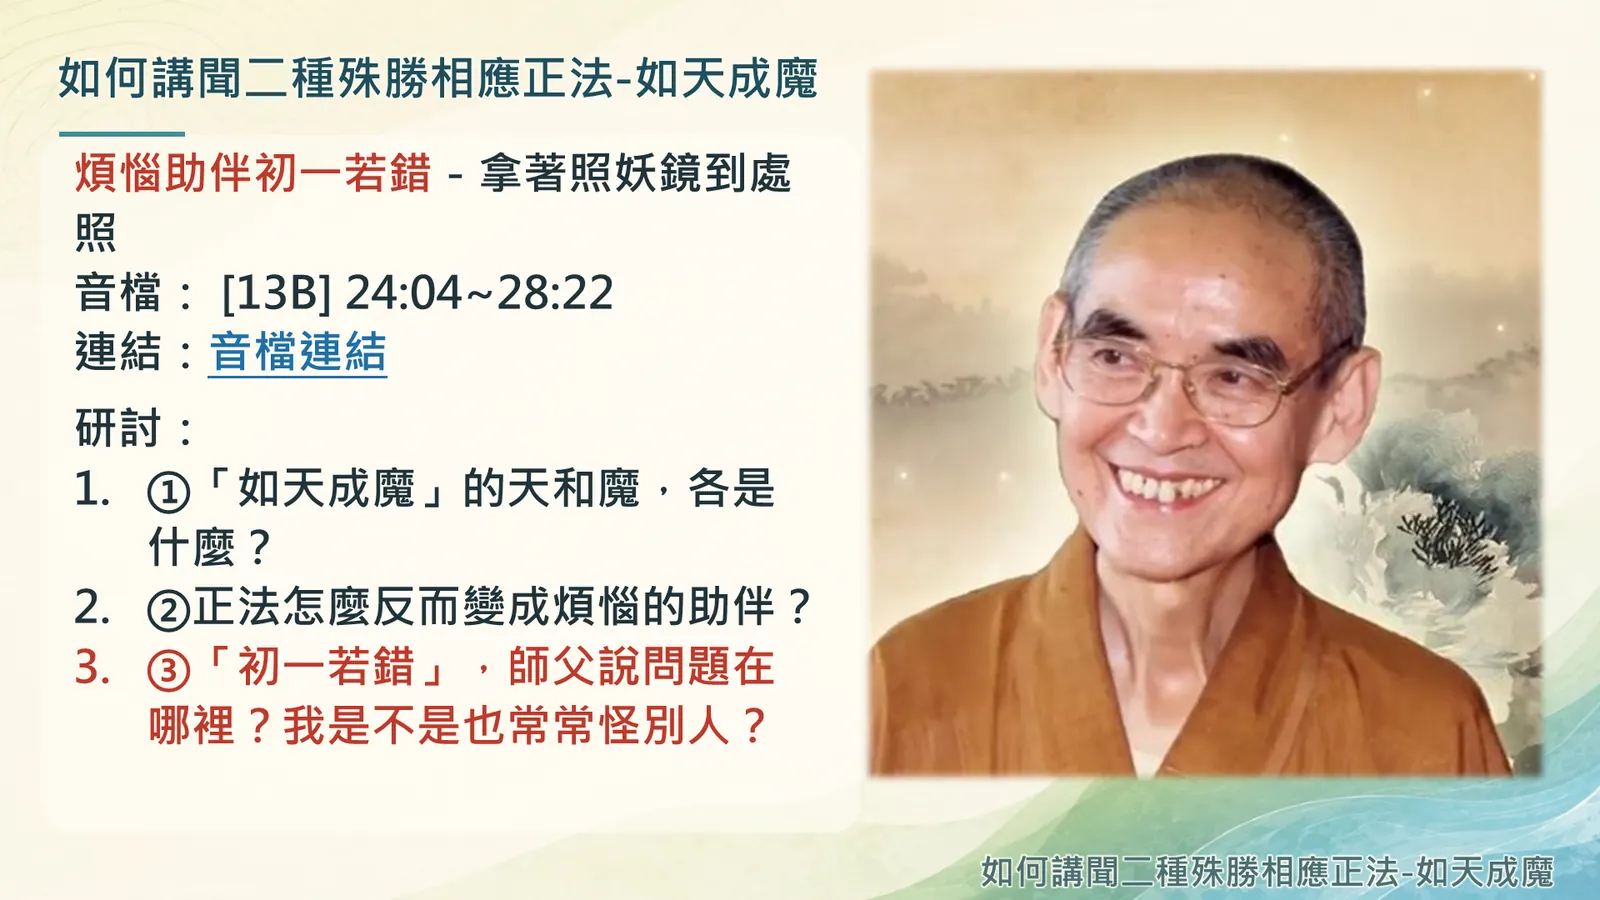 如何講聞二種殊勝相應正法-如天成魔
煩惱助伴初一若錯 - 拿著照妖鏡到處
照
音檔： [13B] 24:04~28:22
連結：音檔連結
研討：
1. ①「如天成魔」的天和魔，各是
什麼？
2. ②正法怎麼反而變成煩惱的助伴？
3. ③「初一若錯」，師父說問題在
哪裡？我是不是也常常怪別人？
如何講聞二種殊勝相應正法-如天成魔